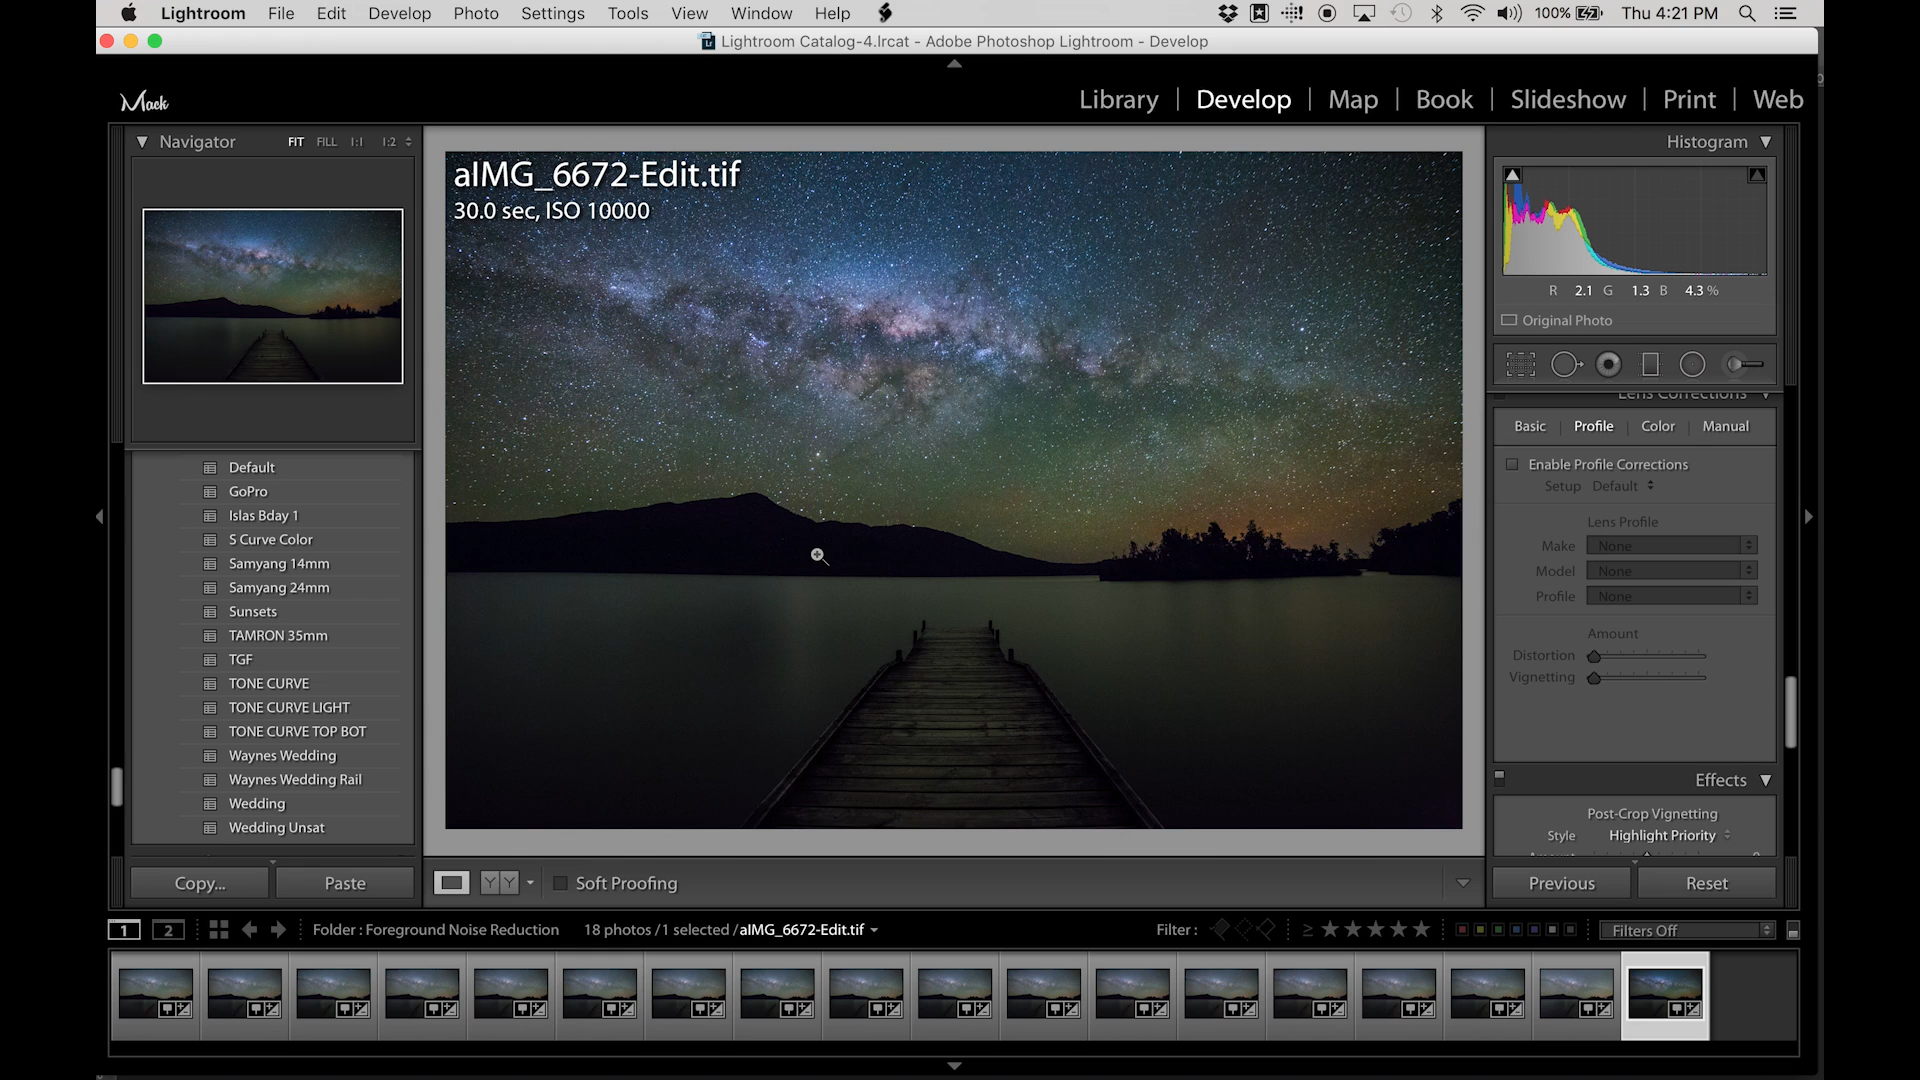 Lightroom File Edit Develop Photo Settings Tools View Window Help 100% Thu 4:21 PM
Lightroom Catalog-4.lrcat - Adobe Photoshop Lightroom - Develop
Mack
Library | Develop | Map | Book | Slideshow | Print | Web
Navigator FIT FILL 1:1 1:2
Histogram
aIMG_6672-Edit.tif
30.0 sec, ISO 10000
R 2.1 G 1.3 B 4.3 %
Original Photo
Lens Corrections
Basic | Profile | Color | Manual
Enable Profile Corrections
Setup Default
Lens Profile
Make None
Model None
Profile None
Amount
Distortion
Vignetting
Effects
Post-Crop Vignetting
Style Highlight Priority
Amount 0
Default
GoPro
Islas Bday 1
S Curve Color
Samyang 14mm
Samyang 24mm
Sunsets
TAMRON 35mm
TGF
TONE CURVE
TONE CURVE LIGHT
TONE CURVE TOP BOT
Waynes Wedding
Waynes Wedding Rail
Wedding
Wedding Unsat
Copy... Paste
YY Soft Proofing
Previous Reset
1 2 Folder : Foreground Noise Reduction 18 photos / 1 selected / aIMG_6672-Edit.tif Filter : ≥ ★★★★★ Filters Off